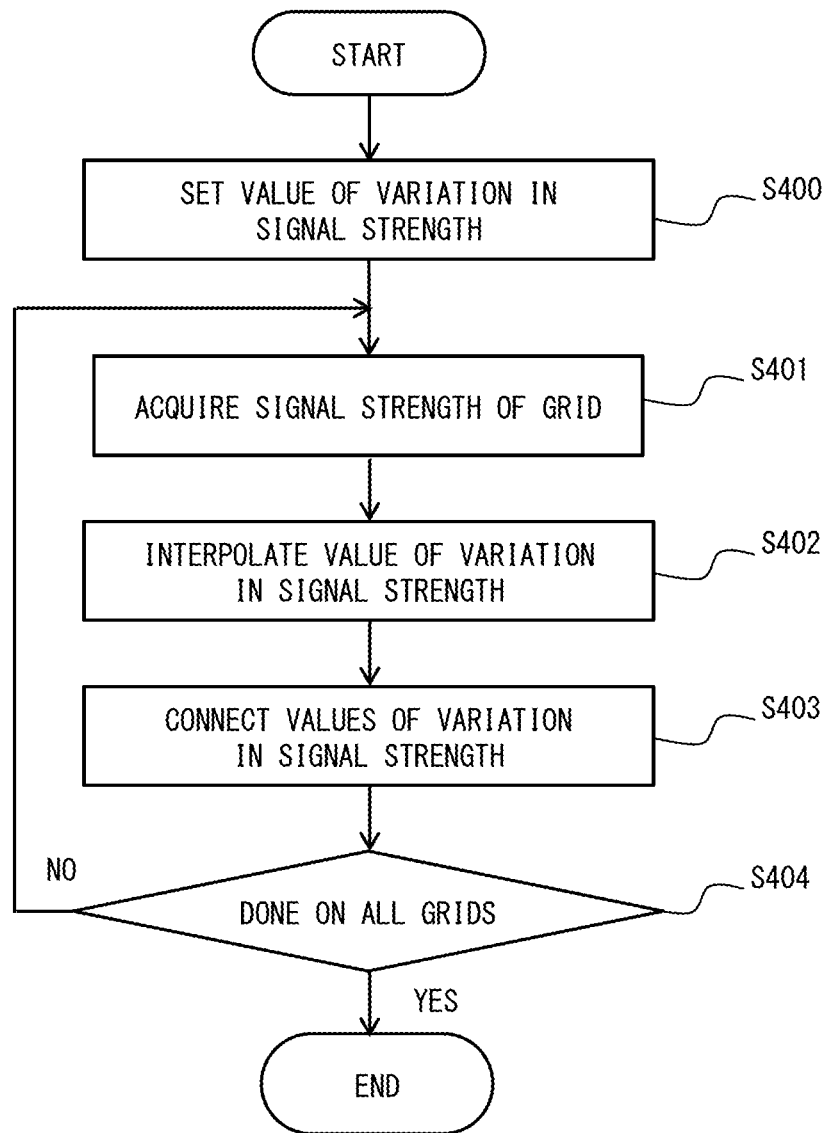 START
SET VALUE OF VARIATION IN
SIGNAL STRENGTH
S400
ACQUIRE SIGNAL STRENGTH OF GRID
S401
INTERPOLATE VALUE OF VARIATION
IN SIGNAL STRENGTH
S402
CONNECT VALUES OF VARIATION
IN SIGNAL STRENGTH
S403
NO
DONE ON ALL GRIDS
S404
YES
END